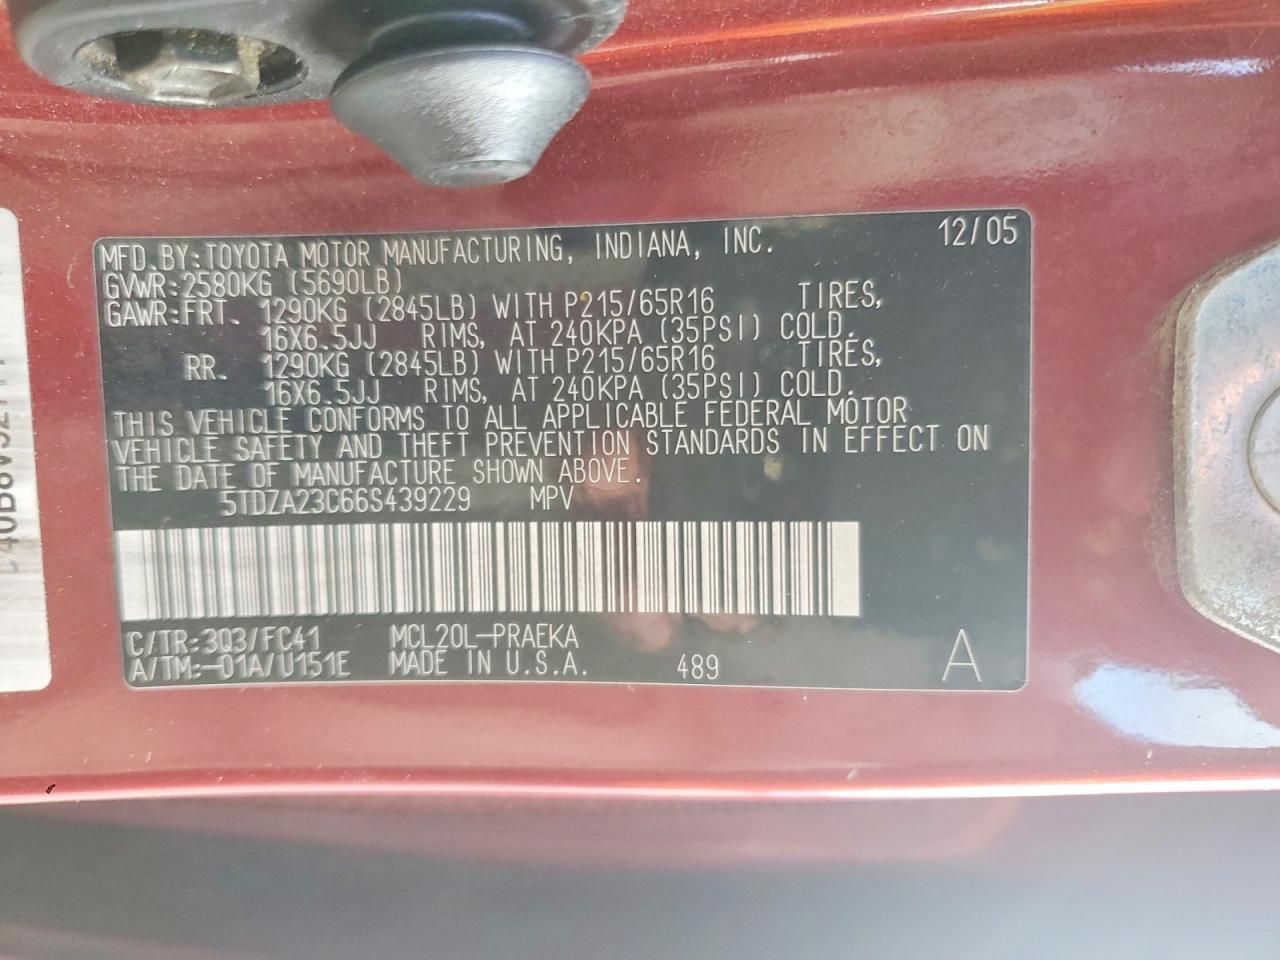 MFD.BY:TOYOTA MOTOR MANUFACTURING, INDIANA, INC. 12/05
GVWR:2580KG (5690LB)
GAWR:FRT. 1290KG (2845LB) WITH P215/65R16 TIRES,
16X6.5JJ RIMS, AT 240KPA (35PSI) COLD.
RR. 1290KG (2845LB) WITH P215/65R16 TIRES,
16X6.5JJ RIMS, AT 240KPA (35PSI) COLD.
THIS VEHICLE CONFORMS TO ALL APPLICABLE FEDERAL MOTOR
VEHICLE SAFETY AND THEFT PREVENTION STANDARDS IN EFFECT ON
THE DATE OF MANUFACTURE SHOWN ABOVE.
5TDZA23C66S439229 MPV
C/TR:3Q3/FC41 MCL20L-PRAEKA
A/TM:-01A/U151E MADE IN U.S.A. 489 A